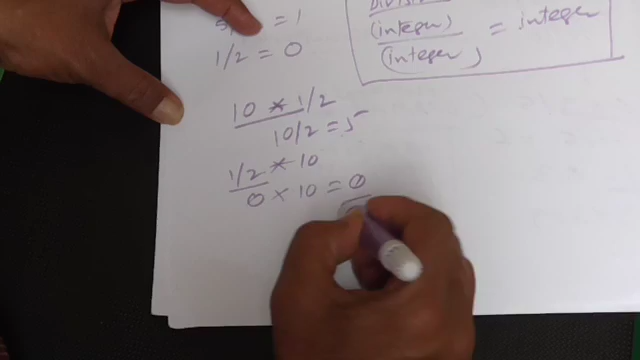 = 1
1/2 = 0
Division
(integer)
(integer) = integer
10 * 1/2
10/2 = 5
1/2 * 10
0 × 10 = 0